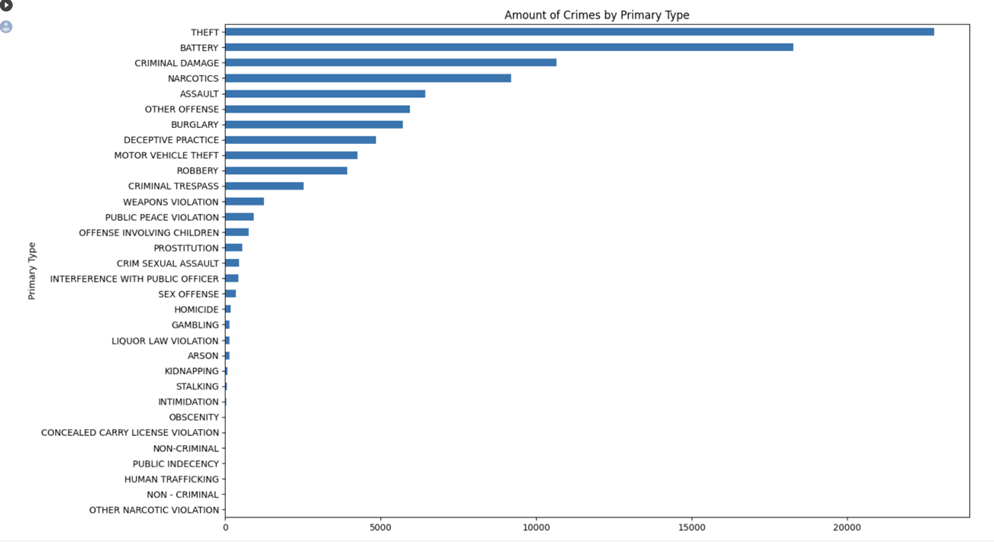 Amount of Crimes by Primary Type
Primary Type
THEFT
BATTERY
CRIMINAL DAMAGE
NARCOTICS
ASSAULT
OTHER OFFENSE
BURGLARY
DECEPTIVE PRACTICE
MOTOR VEHICLE THEFT
ROBBERY
CRIMINAL TRESPASS
WEAPONS VIOLATION
PUBLIC PEACE VIOLATION
OFFENSE INVOLVING CHILDREN
PROSTITUTION
CRIM SEXUAL ASSAULT
INTERFERENCE WITH PUBLIC OFFICER
SEX OFFENSE
HOMICIDE
GAMBLING
LIQUOR LAW VIOLATION
ARSON
KIDNAPPING
STALKING
INTIMIDATION
OBSCENITY
CONCEALED CARRY LICENSE VIOLATION
NON-CRIMINAL
PUBLIC INDECENCY
HUMAN TRAFFICKING
NON - CRIMINAL
OTHER NARCOTIC VIOLATION
0 5000 10000 15000 20000